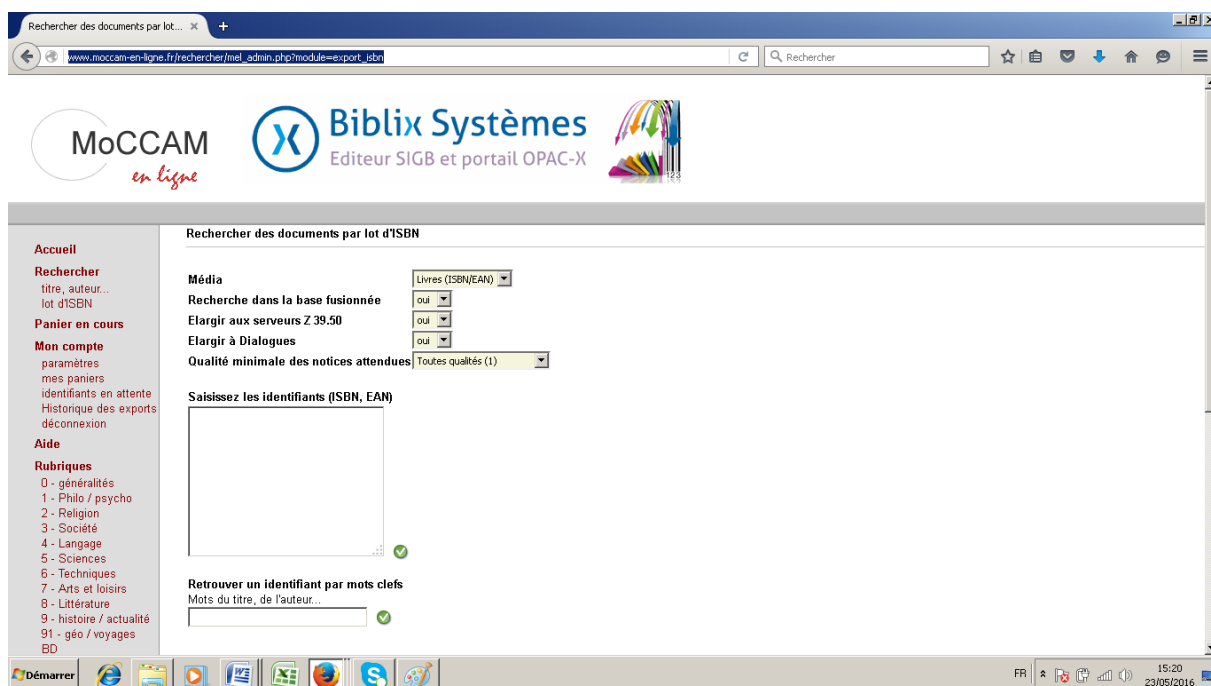 Rechercher des documents par lot... × +
www.moccam-en-ligne.fr/rechercher/mel_admin.php?module=export_isbn
Rechercher
MoCCAM
en ligne
Biblix Systèmes
Editeur SIGB et portail OPAC-X
123
Rechercher des documents par lot d'ISBN
Accueil
Rechercher
titre, auteur...
lot d'ISBN
Panier en cours
Mon compte
paramètres
mes paniers
identifiants en attente
Historique des exports
déconnexion
Aide
Rubriques
0 - généralités
1 - Philo / psycho
2 - Religion
3 - Société
4 - Langage
5 - Sciences
6 - Techniques
7 - Arts et loisirs
8 - Littérature
9 - histoire / actualité
91 - géo / voyages
BD
Média Livres (ISBN/EAN)
Recherche dans la base fusionnée oui
Elargir aux serveurs Z 39.50 oui
Elargir à Dialogues oui
Qualité minimale des notices attendues Toutes qualités (1)
Saisissez les identifiants (ISBN, EAN)
Retrouver un identifiant par mots clefs
Mots du titre, de l'auteur...
Démarrer
FR
15:20
23/05/2016